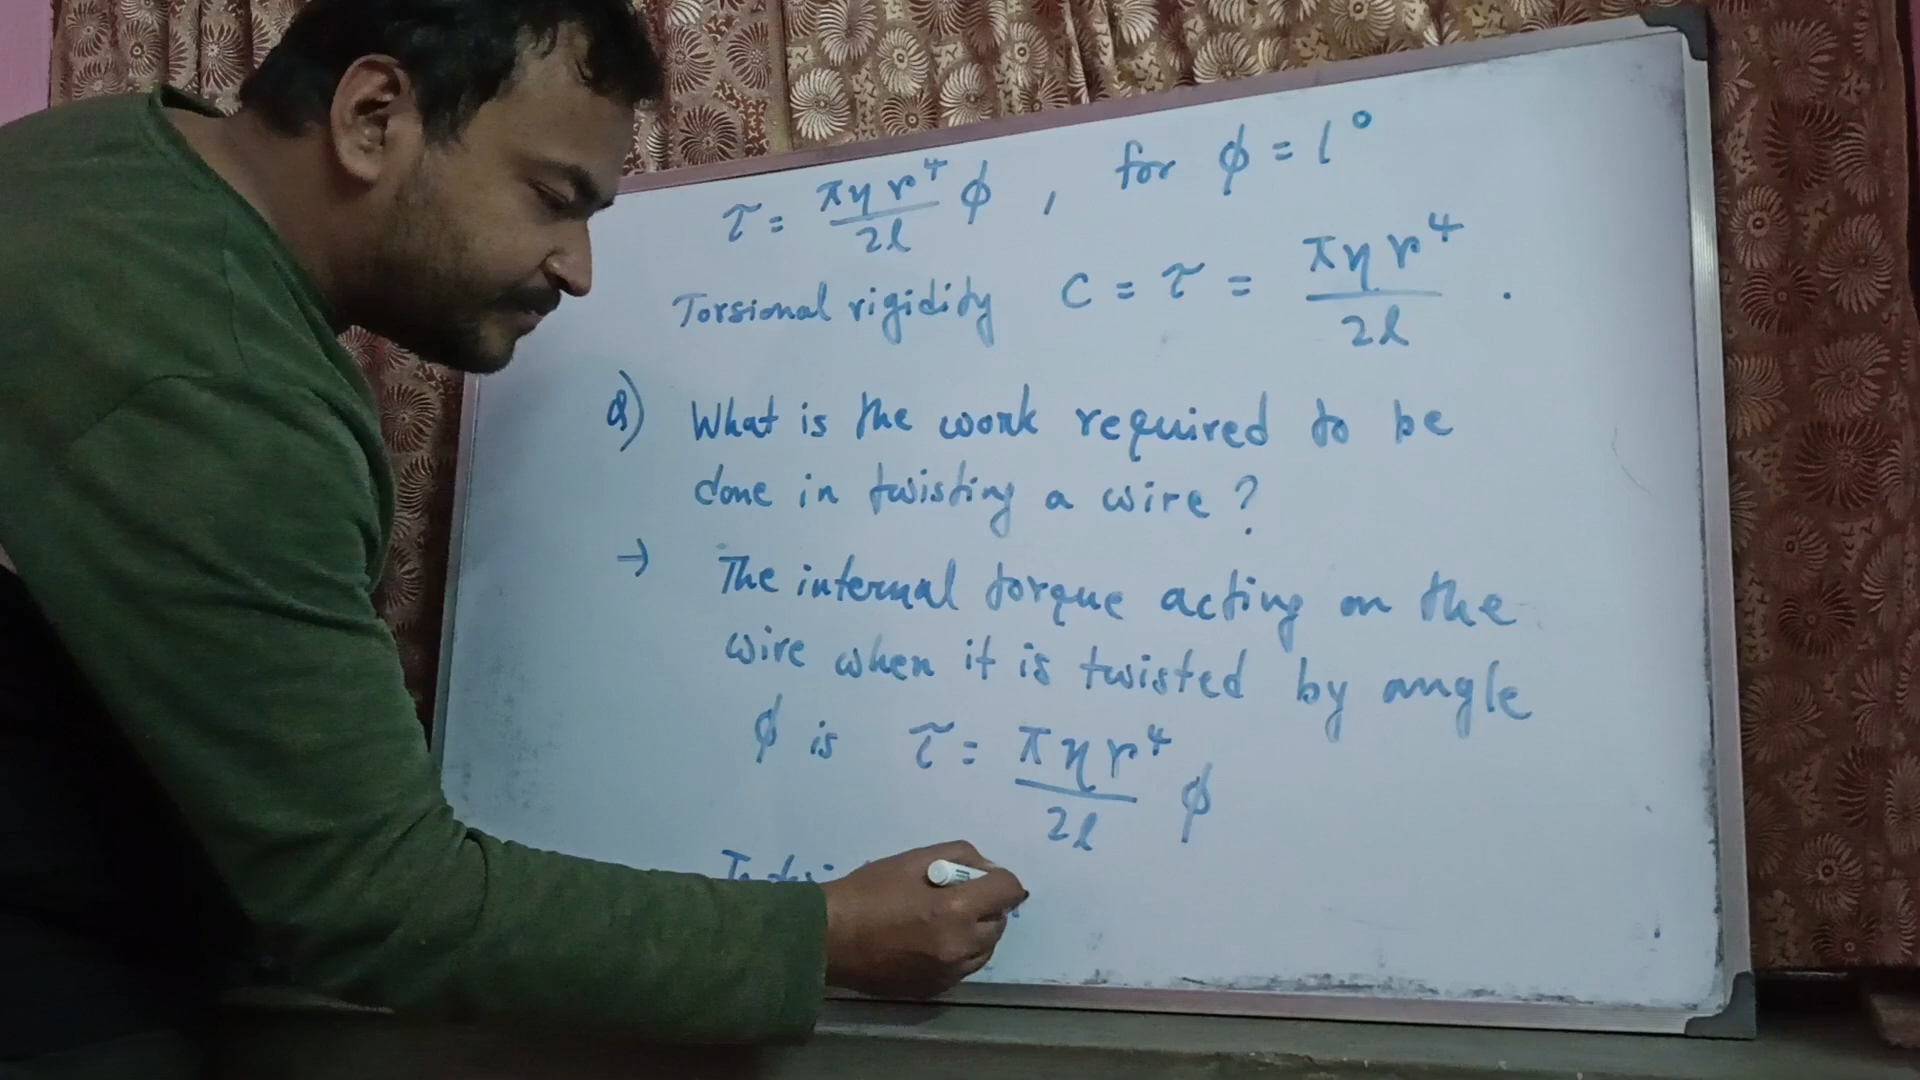 τ = πηr⁴/2l φ, for φ = 1°
Torsional rigidity C = τ = πηr⁴/2l .
Q) What is the work required to be
done in twisting a wire?
→ The internal torque acting on the
wire when it is twisted by angle
φ is τ = πηr⁴/2l φ
To